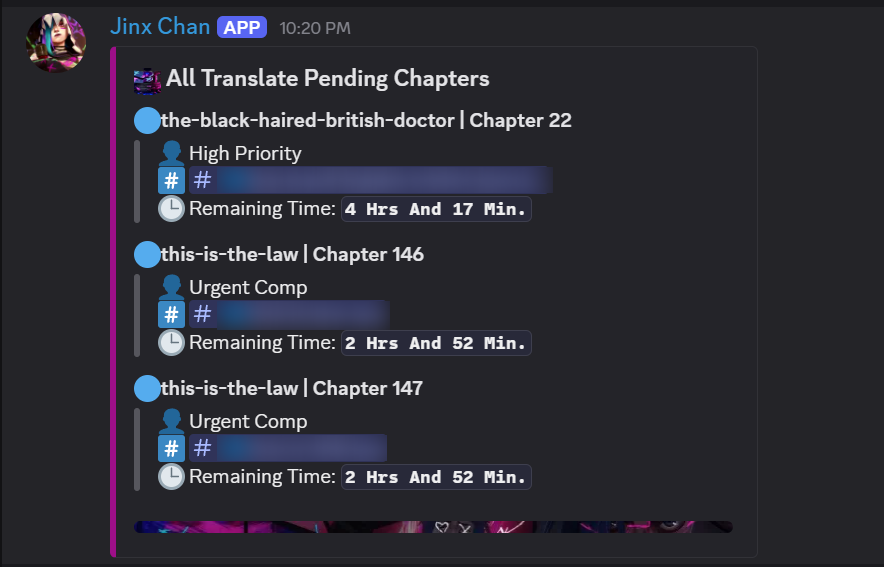 Jinx Chan APP 10:20 PM
All Translate Pending Chapters
the-black-haired-british-doctor | Chapter 22
High Priority
# #
Remaining Time: 4 Hrs And 17 Min.
this-is-the-law | Chapter 146
Urgent Comp
# #
Remaining Time: 2 Hrs And 52 Min.
this-is-the-law | Chapter 147
Urgent Comp
# #
Remaining Time: 2 Hrs And 52 Min.